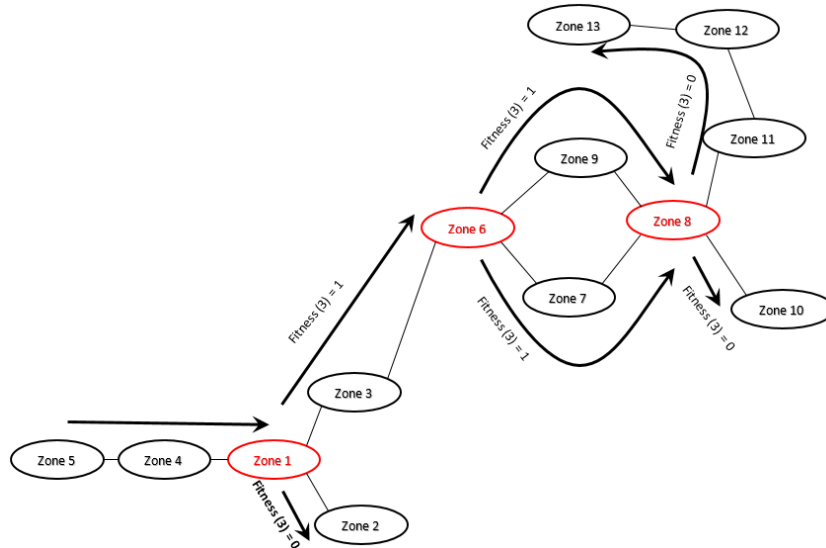 Zone 13
Zone 12
Fitness (3) = 1
Fitness (3) = 0
Zone 11
Zone 9
Zone 6
Zone 8
Fitness (3) = 1
Zone 7
Fitness (3) = 1
Fitness (3) = 0
Zone 10
Zone 3
Zone 5
Zone 4
Zone 1
Fitness (3) = 0
Zone 2